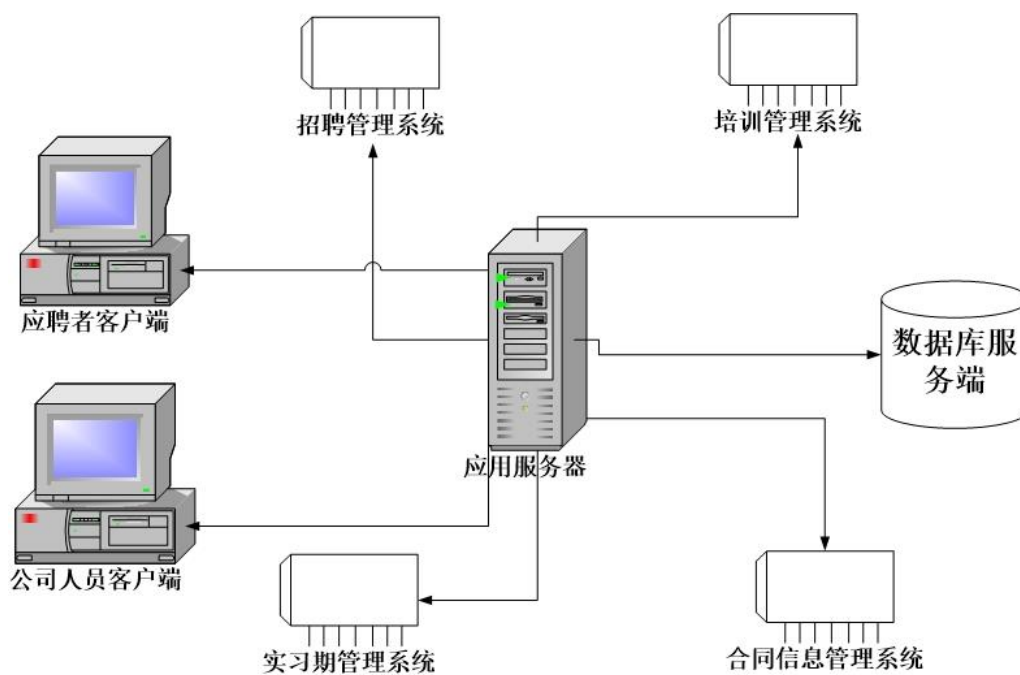 招聘管理系统
培训管理系统
应聘者客户端
数据库服
务端
应用服务器
公司人员客户端
实习期管理系统
合同信息管理系统